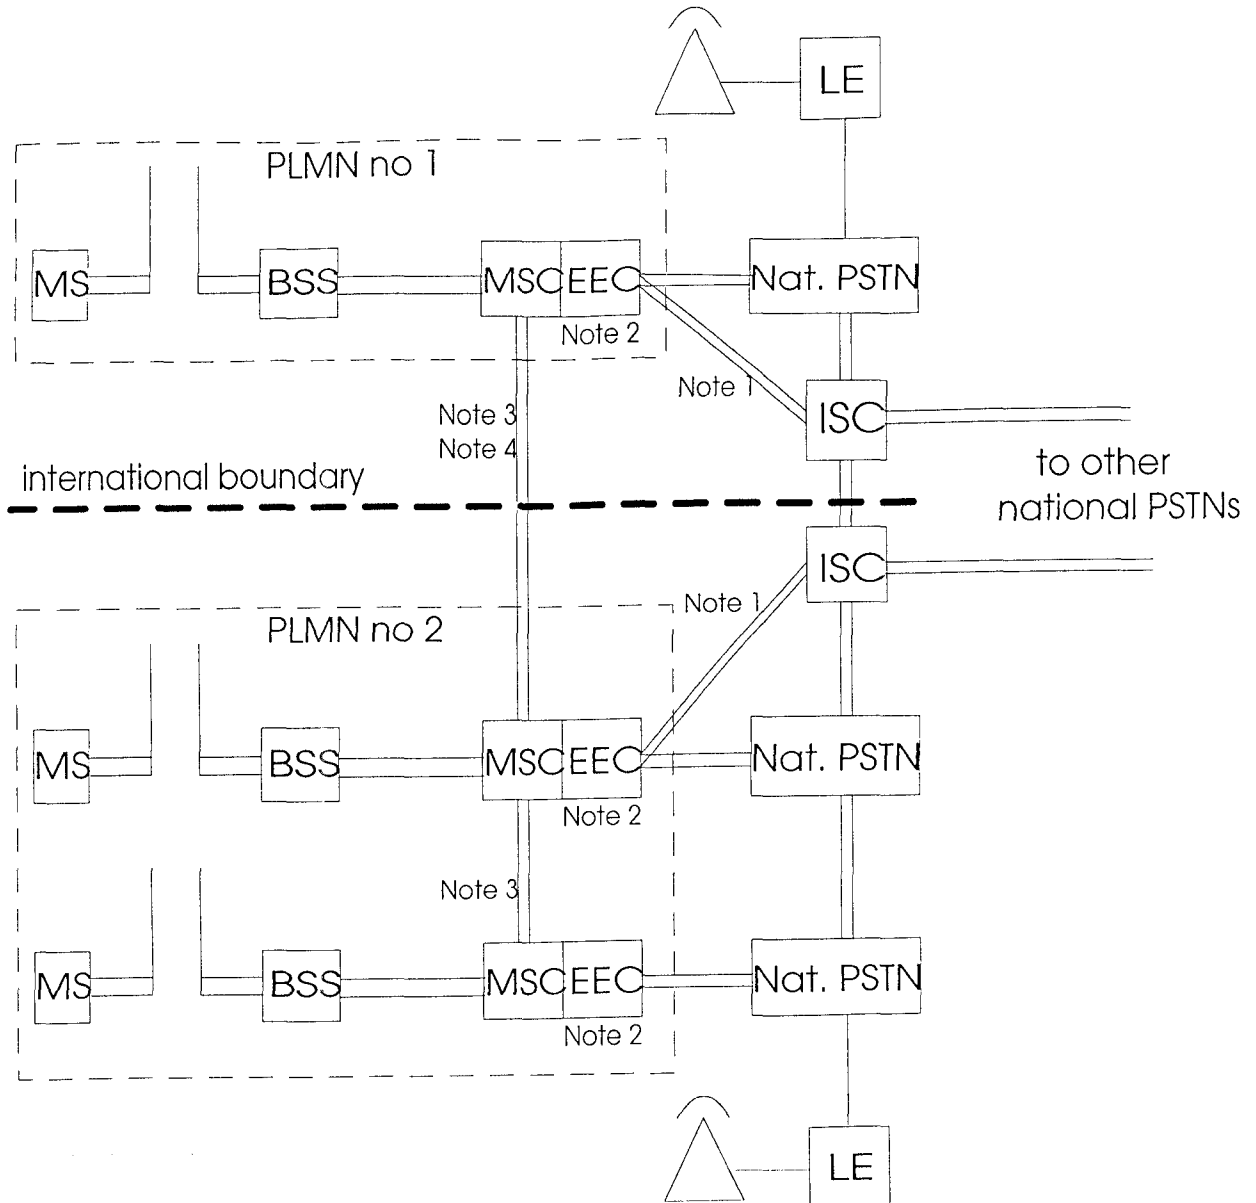 LE
PLMN no 1
MS
BSS
MSC
EEC
Nat. PSTN
Note 2
Note 1
ISC
Note 3
Note 4
international boundary
to other
national PSTNs
ISC
Note 1
PLMN no 2
MS
BSS
MSC
EEC
Nat. PSTN
Note 2
Note 3
MS
BSS
MSC
EEC
Nat. PSTN
Note 2
LE